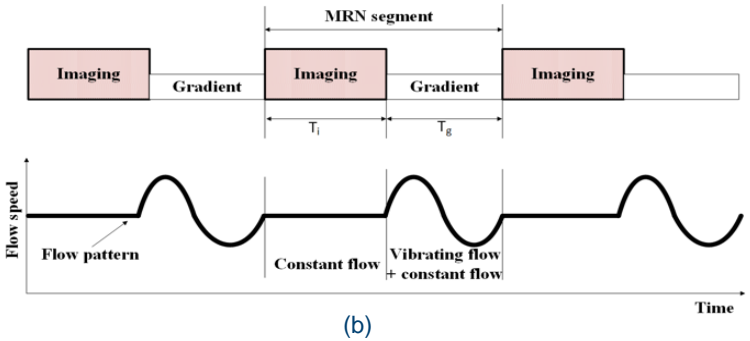 MRN segment
Imaging
Gradient
Imaging
Gradient
Imaging
Ti
Tg
Flow speed
Flow pattern
Constant flow
Vibrating flow
+ constant flow
Time
(b)